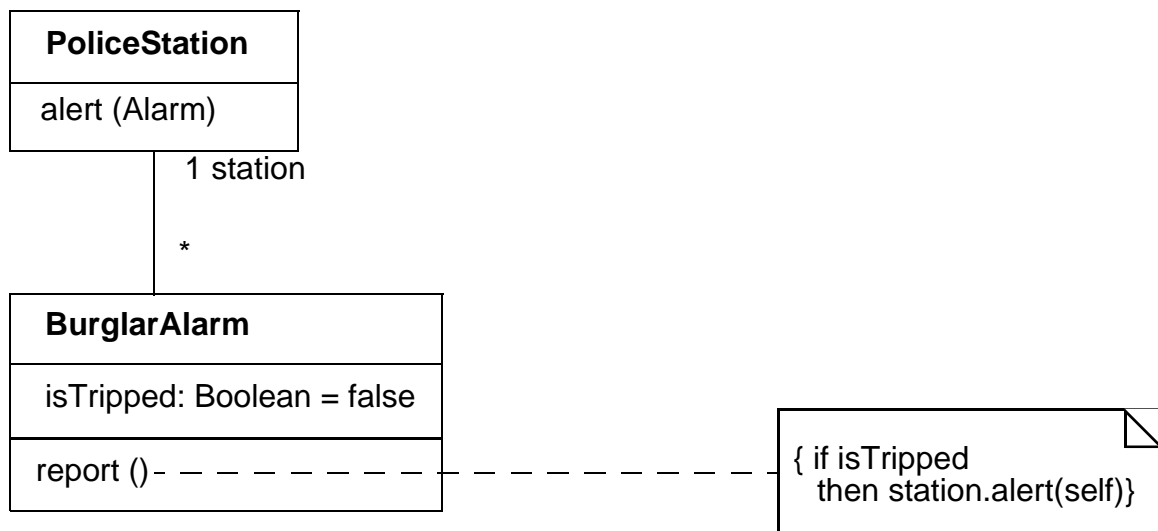 PoliceStation
alert (Alarm)
1 station
*
BurglarAlarm
isTripped: Boolean = false
report ()
{ if isTripped
then station.alert(self)}